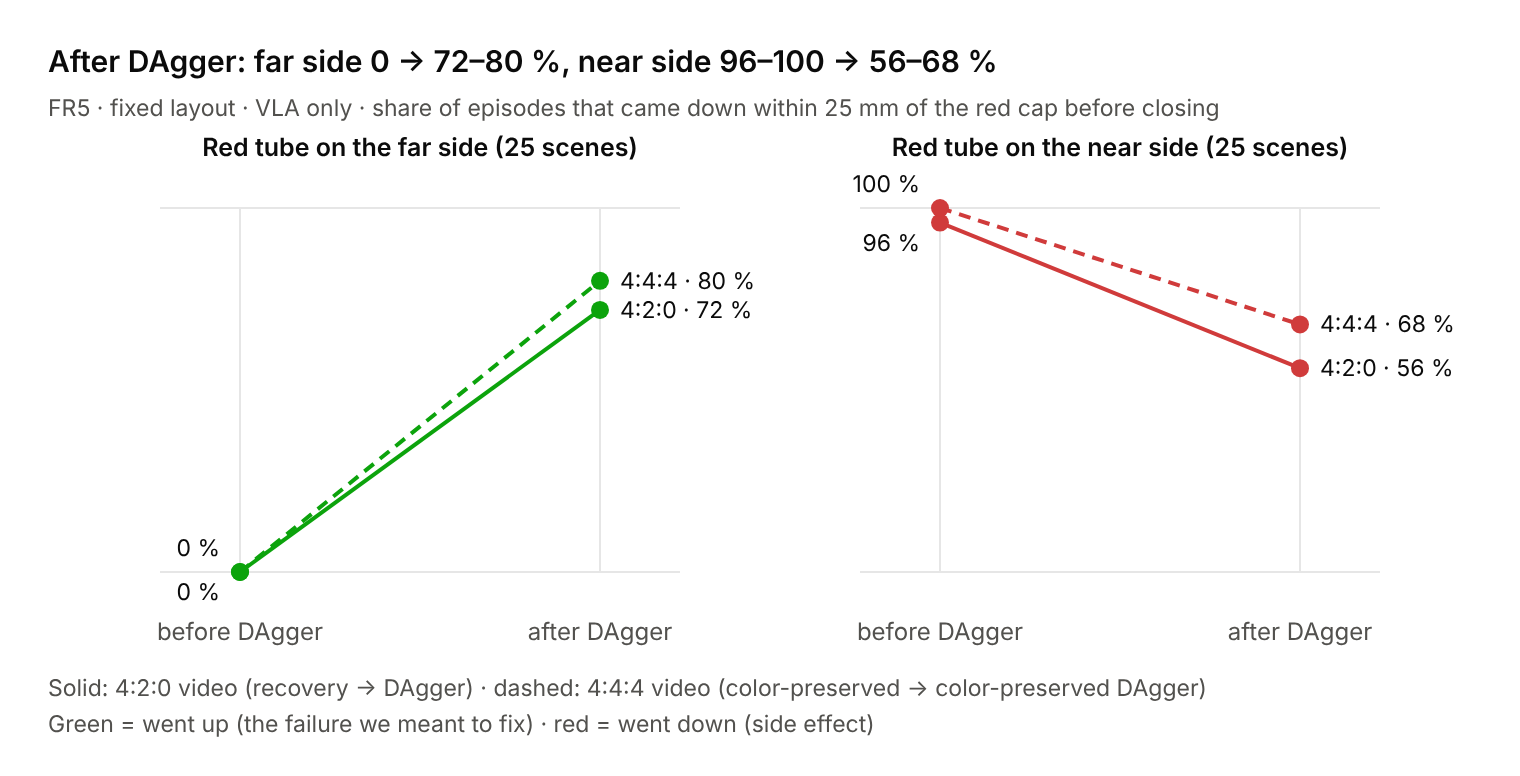 After DAgger: far side 0 → 72–80 %, near side 96–100 → 56–68 %
FR5 · fixed layout · VLA only · share of episodes that came down within 25 mm of the red cap before closing
Red tube on the far side (25 scenes)
4:4:4 · 80 %
4:2:0 · 72 %
0 %
0 %
before DAgger
after DAgger
Red tube on the near side (25 scenes)
100 %
96 %
4:4:4 · 68 %
4:2:0 · 56 %
before DAgger
after DAgger
Solid: 4:2:0 video (recovery → DAgger) · dashed: 4:4:4 video (color-preserved → color-preserved DAgger)
Green = went up (the failure we meant to fix) · red = went down (side effect)